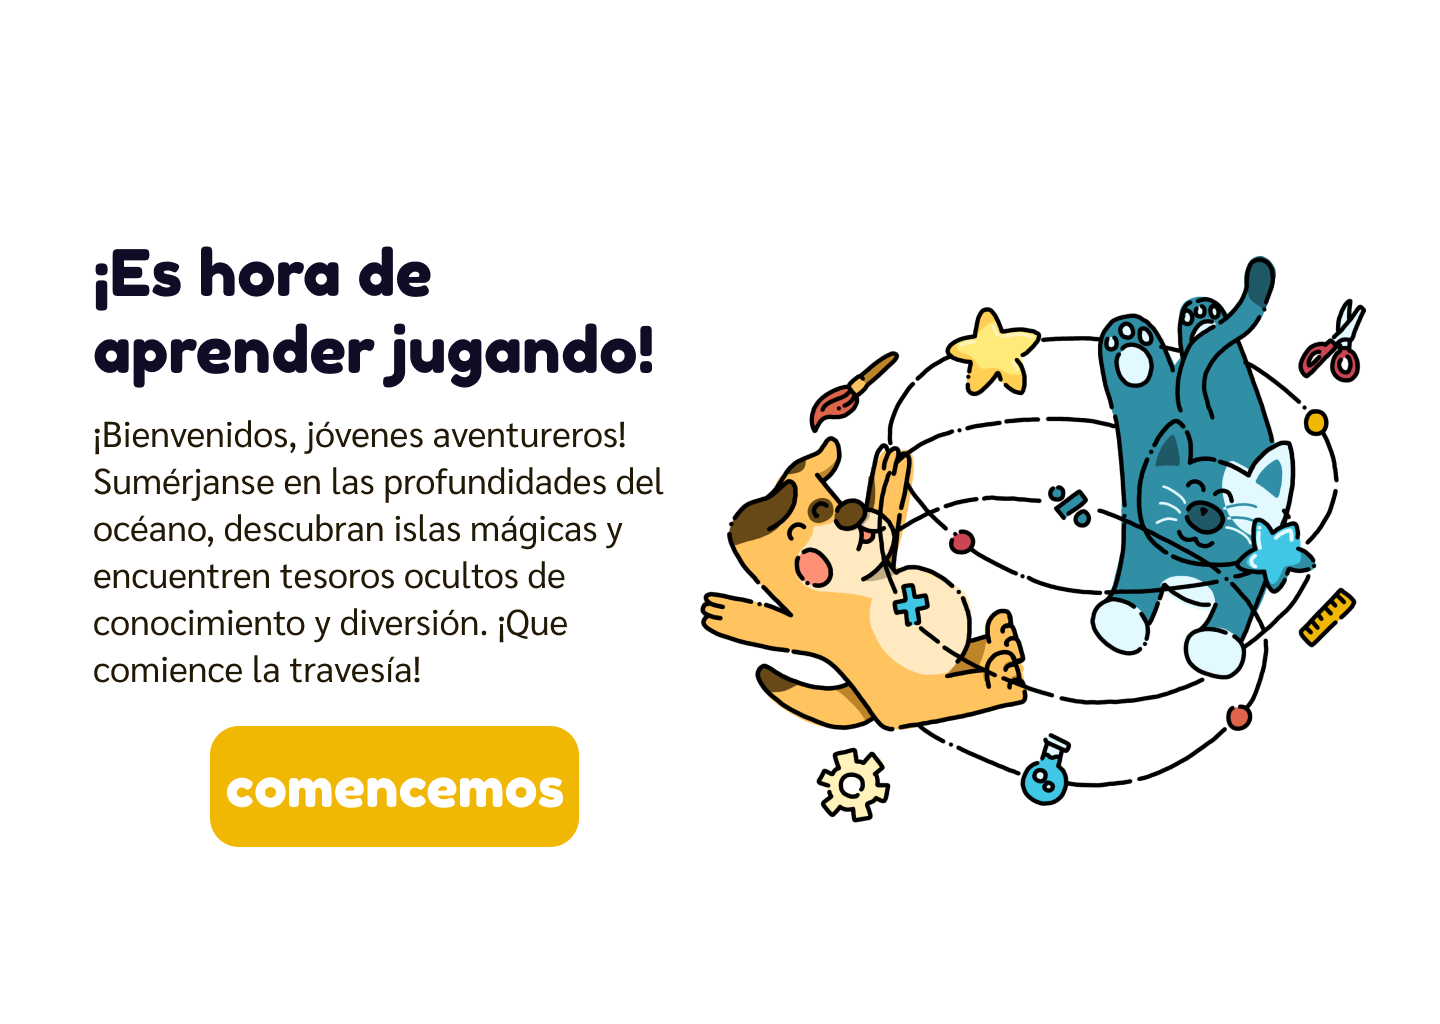 ¡Es hora de
aprender jugando!
¡Bienvenidos, jóvenes aventureros!
Sumérjanse en las profundidades del
océano, descubran islas mágicas y
encuentren tesoros ocultos de
conocimiento y diversión. ¡Que
comience la travesía!
comencemos